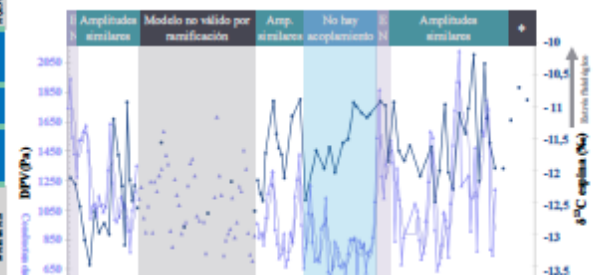 E
N
Amplitudes
similares
Modelo no válido por
ramificación
Amp.
similares
No hay
acoplamiento
E
N
Amplitudes
similares
*
2050
1850
1650
1450
1250
1050
850
650
DPV(Pa)
-10
-10,5
-11
-11,5
-12
-12,5
-13
-13,5
δ¹³C espina (‰)
Estrés fisiológico